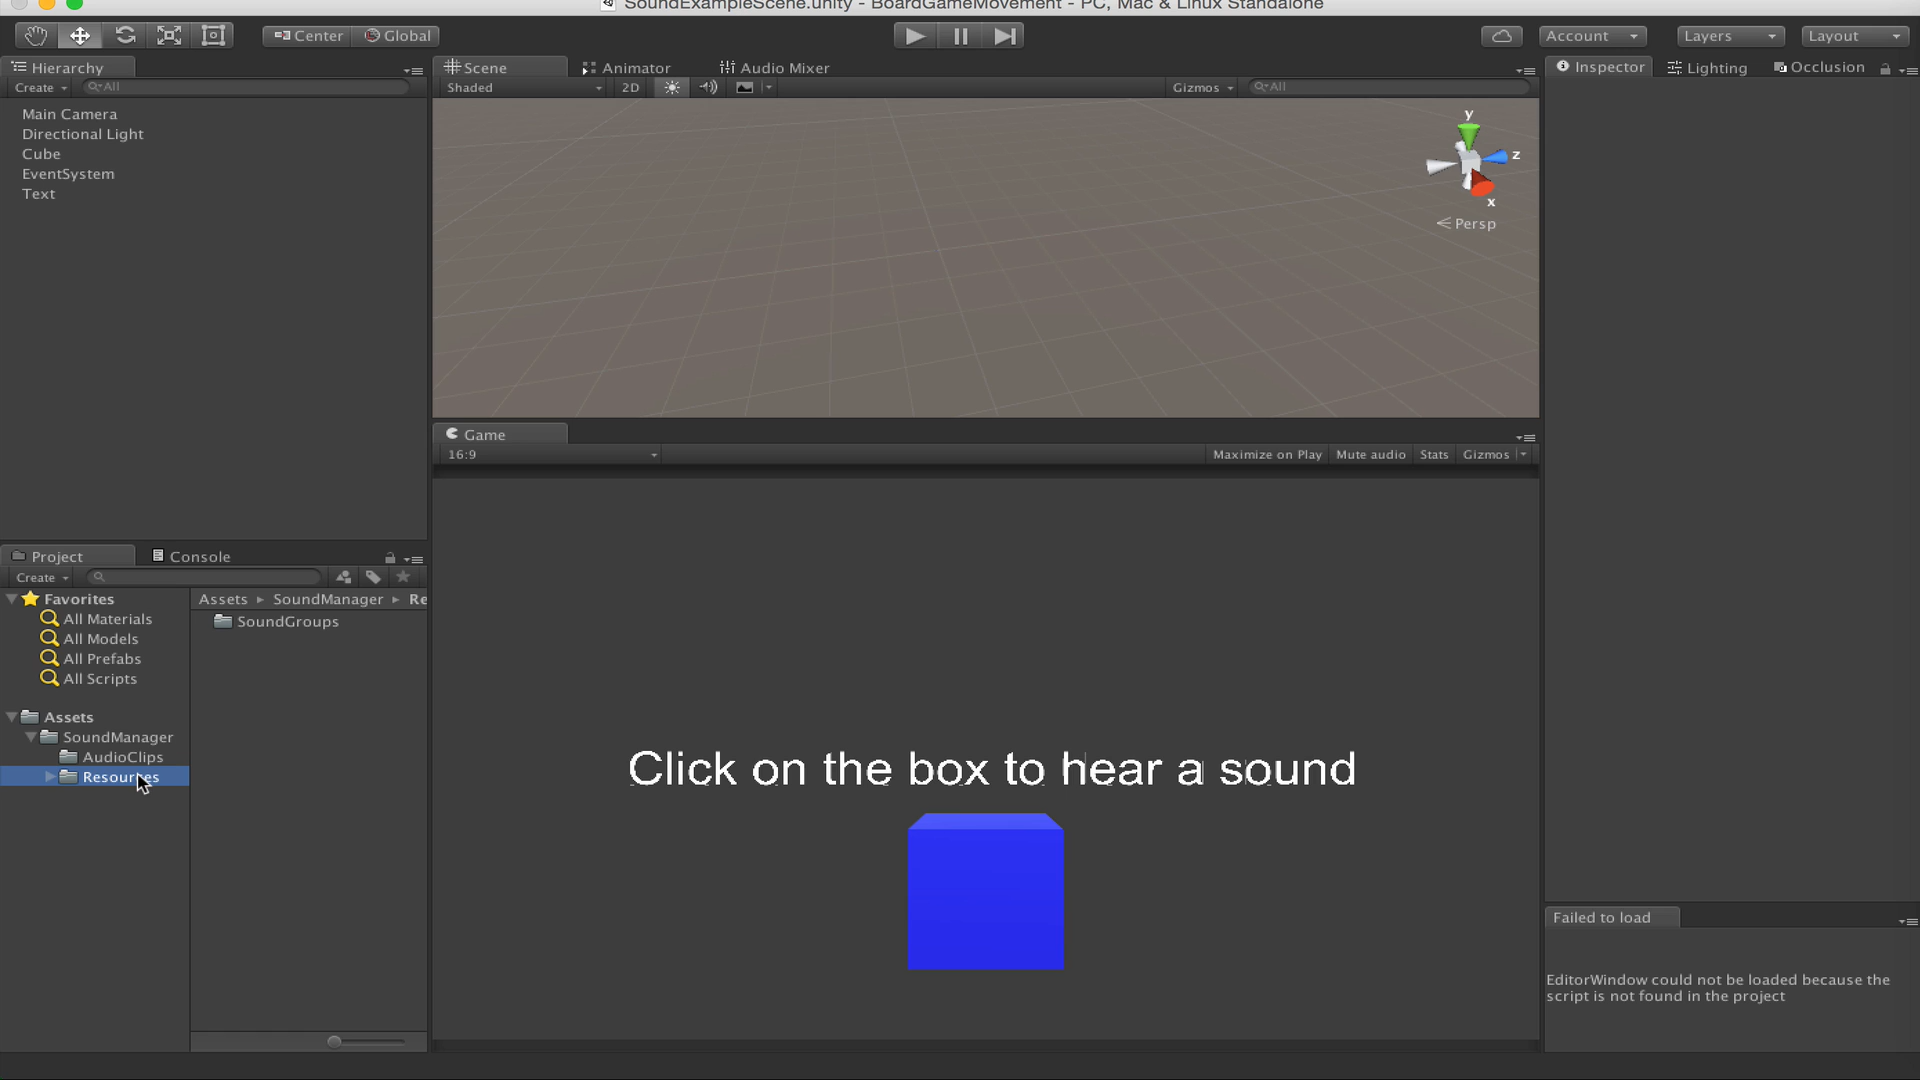 SoundExampleScene.unity - BoardGameMovement - PC, Mac & Linux Standalone
Center Global Account Layers Layout
Hierarchy
Create All
Main Camera
Directional Light
Cube
EventSystem
Text
Scene Animator Audio Mixer
Shaded 2D Gizmos All
y
z
x
Persp
Inspector Lighting Occlusion
Game
16:9 Maximize on Play Mute audio Stats Gizmos
Click on the box to hear a sound
Project Console
Create
Favorites
All Materials
All Models
All Prefabs
All Scripts
Assets
SoundManager
AudioClips
Resources
Assets SoundManager Re
SoundGroups
Failed to load
EditorWindow could not be loaded because the
script is not found in the project